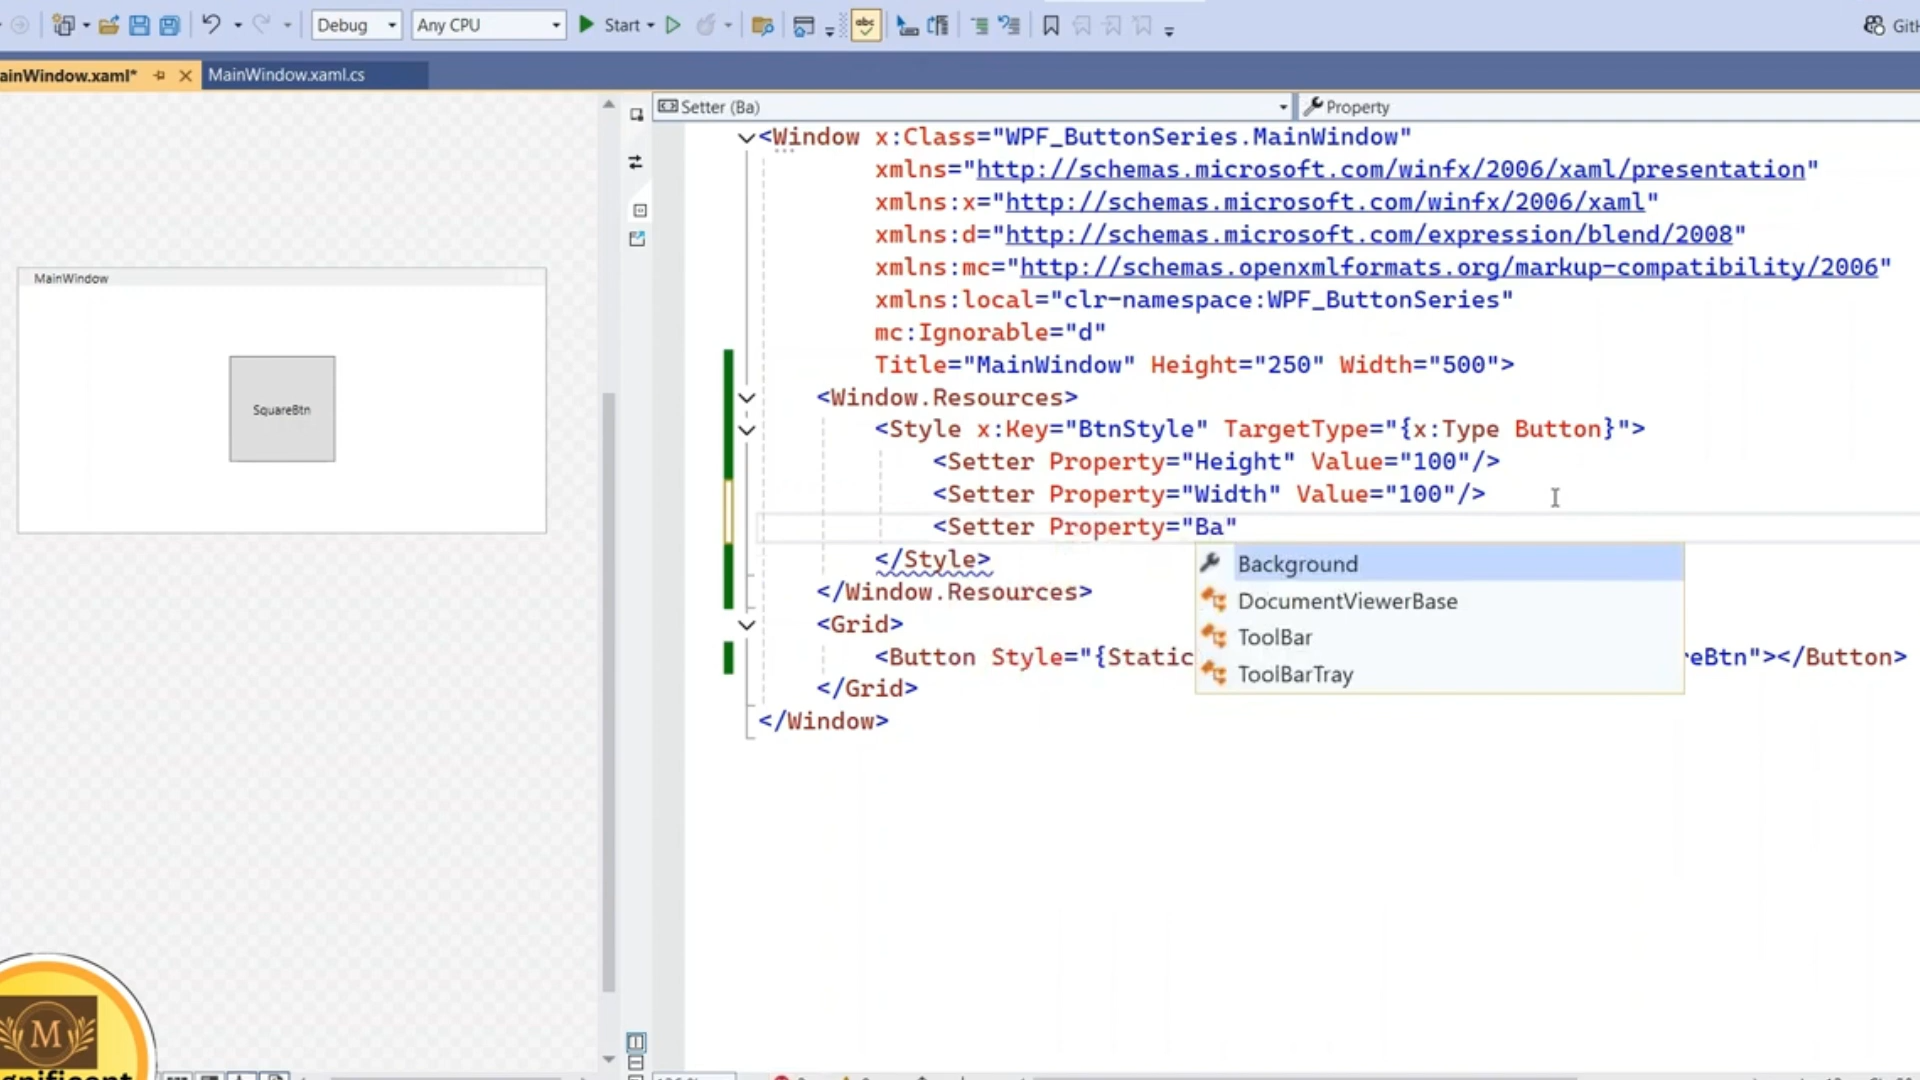 Debug
Any CPU
Start
GitH
ainWindow.xaml*
MainWindow.xaml.cs
Setter (Ba)
Property
MainWindow
SquareBtn
<Window x:Class="WPF_ButtonSeries.MainWindow"
xmlns="http://schemas.microsoft.com/winfx/2006/xaml/presentation"
xmlns:x="http://schemas.microsoft.com/winfx/2006/xaml"
xmlns:d="http://schemas.microsoft.com/expression/blend/2008"
xmlns:mc="http://schemas.openxmlformats.org/markup-compatibility/2006"
xmlns:local="clr-namespace:WPF_ButtonSeries"
mc:Ignorable="d"
Title="MainWindow" Height="250" Width="500">
<Window.Resources>
<Style x:Key="BtnStyle" TargetType="{x:Type Button}">
<Setter Property="Height" Value="100"/>
<Setter Property="Width" Value="100"/>
<Setter Property="Ba"
</Style>
</Window.Resources>
<Grid>
<Button Style="{Static
eBtn"></Button>
</Grid>
</Window>
Background
DocumentViewerBase
ToolBar
ToolBarTray
M